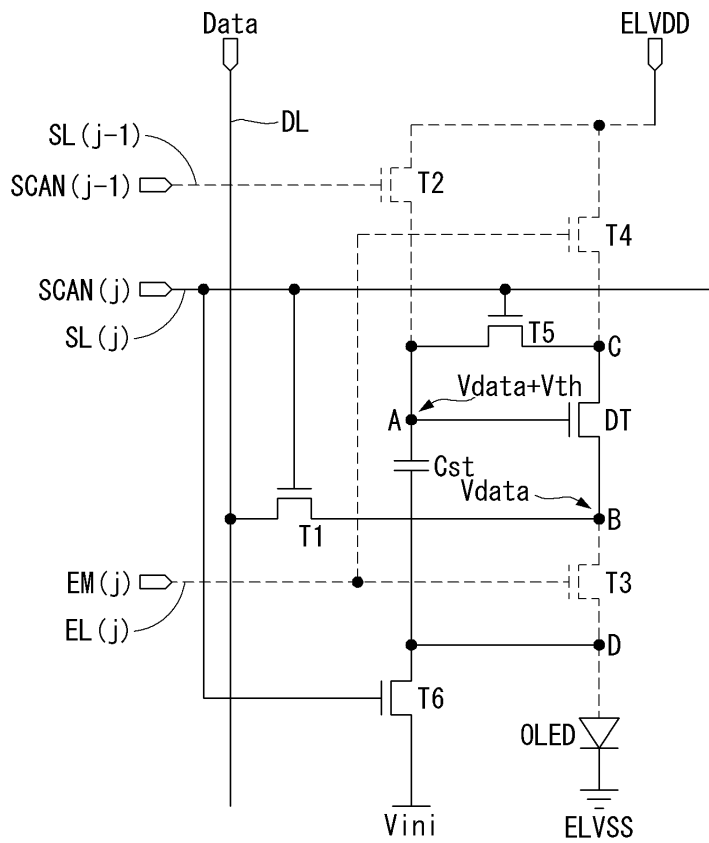 Data
ELVDD
DL
SL(j-1)
SCAN(j-1)
T2
T4
SCAN(j)
SL(j)
T5
C
Vdata+Vth
A
DT
Cst
Vdata
B
T1
EM(j)
T3
EL(j)
D
T6
OLED
Vini
ELVSS